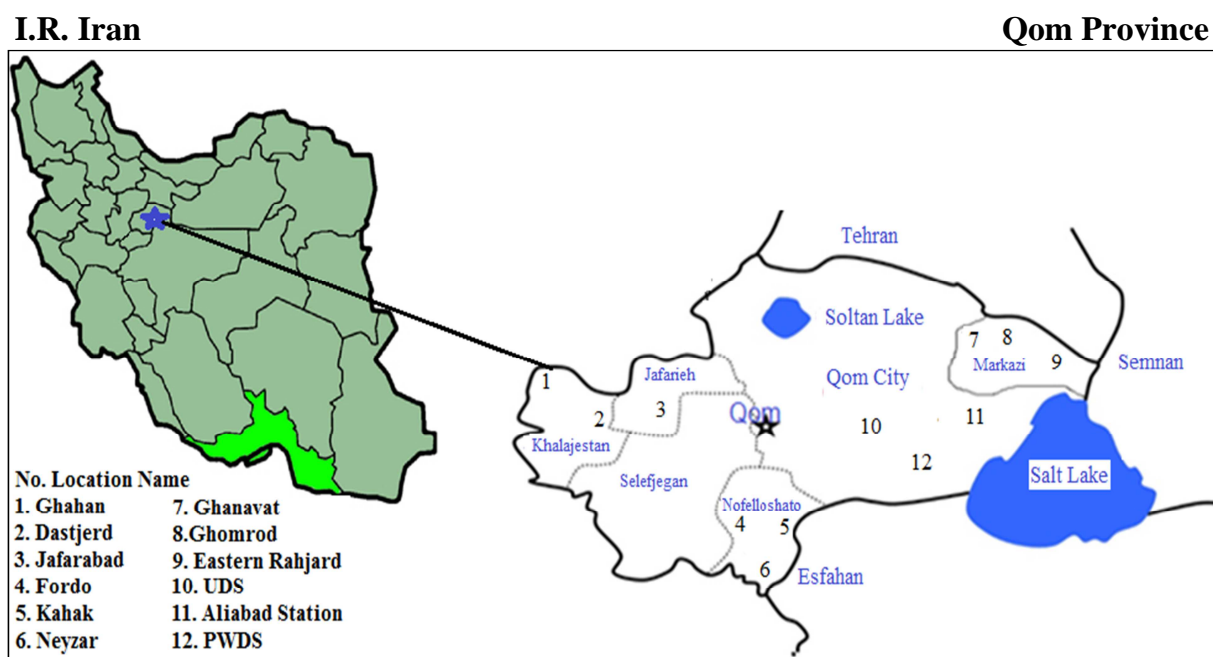 I.R. Iran
Qom Province
Tehran
Soltan Lake
7
8
Markazi
9
Semnan
1
Jafarieh
Qom City
2
3
Qom
10
11
Khalajestan
12
Selefjegan
Salt Lake
Nofelloshato
4
5
6
Esfahan
No. Location Name
1. Ghahan
2. Dastjerd
3. Jafarabad
4. Fordo
5. Kahak
6. Neyzar
7. Ghanavat
8.Ghomrod
9. Eastern Rahjard
10. UDS
11. Aliabad Station
12. PWDS